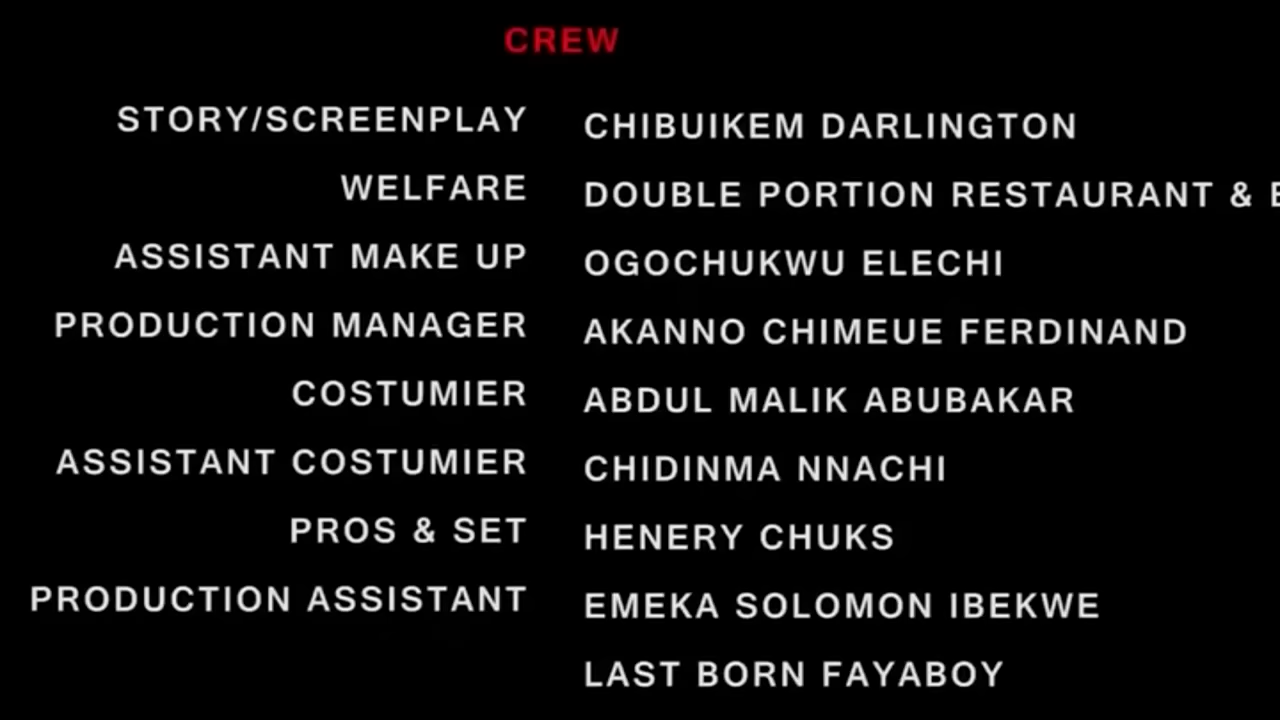 CREW
STORY/SCREENPLAY CHIBUIKEM DARLINGTON
WELFARE DOUBLE PORTION RESTAURANT &
ASSISTANT MAKE UP OGOCHUKWU ELECHI
PRODUCTION MANAGER AKANNO CHIMEUE FERDINAND
COSTUMIER ABDUL MALIK ABUBAKAR
ASSISTANT COSTUMIER CHIDINMA NNACHI
PROS & SET HENERY CHUKS
PRODUCTION ASSISTANT EMEKA SOLOMON IBEKWE
LAST BORN FAYABOY